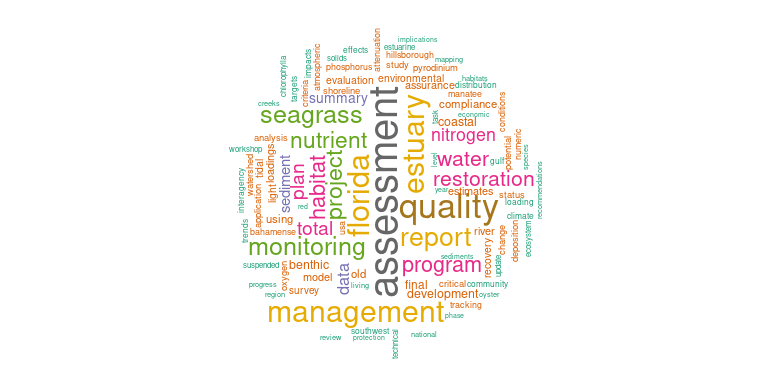 implications
estuarine
effects
hillsborough
solids
attenuation
mapping
impacts
atmospheric
phosphorus
study
pyrodinium
chlorophylla
targets
criteria
evaluation
environmental
habitats
shoreline
assurance
distribution
summary
manatee
creeks
compliance
economic
seagrass
estuary
task
coastal
conditions
nutrient
nitrogen
numeric
analysis
workshop
assessment
potential
species
watershed
tidal
loadings
sediment
plan
habitat
project
florida
level
water
gulf
restoration
recommendations
interagency
application
light
year
estimates
status
red
quality
loading
using
climate
trends
bahamense
total
usa
report
river
change
deposition
ecosystem
monitoring
recovery
suspended
benthic
data
old
sediments
program
update
oxygen
model
progress
living
final
critical
community
region
survey
development
oyster
management
tracking
phase
southwest
review
protection
technical
national